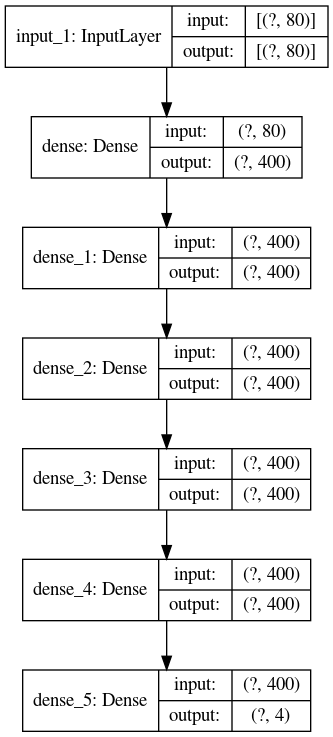 input_1: InputLayer
input: [(?, 80)]
output: [(?, 80)]
dense: Dense
input: (?, 80)
output: (?, 400)
dense_1: Dense
input: (?, 400)
output: (?, 400)
dense_2: Dense
input: (?, 400)
output: (?, 400)
dense_3: Dense
input: (?, 400)
output: (?, 400)
dense_4: Dense
input: (?, 400)
output: (?, 400)
dense_5: Dense
input: (?, 400)
output: (?, 4)